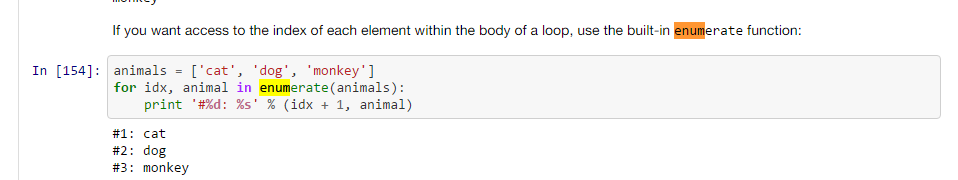 If you want access to the index of each element within the body of a loop, use the built-in enumerate function:
In [154]: animals = ['cat', 'dog', 'monkey']
for idx, animal in enumerate(animals):
    print '#%d: %s' % (idx + 1, animal)
#1: cat
#2: dog
#3: monkey